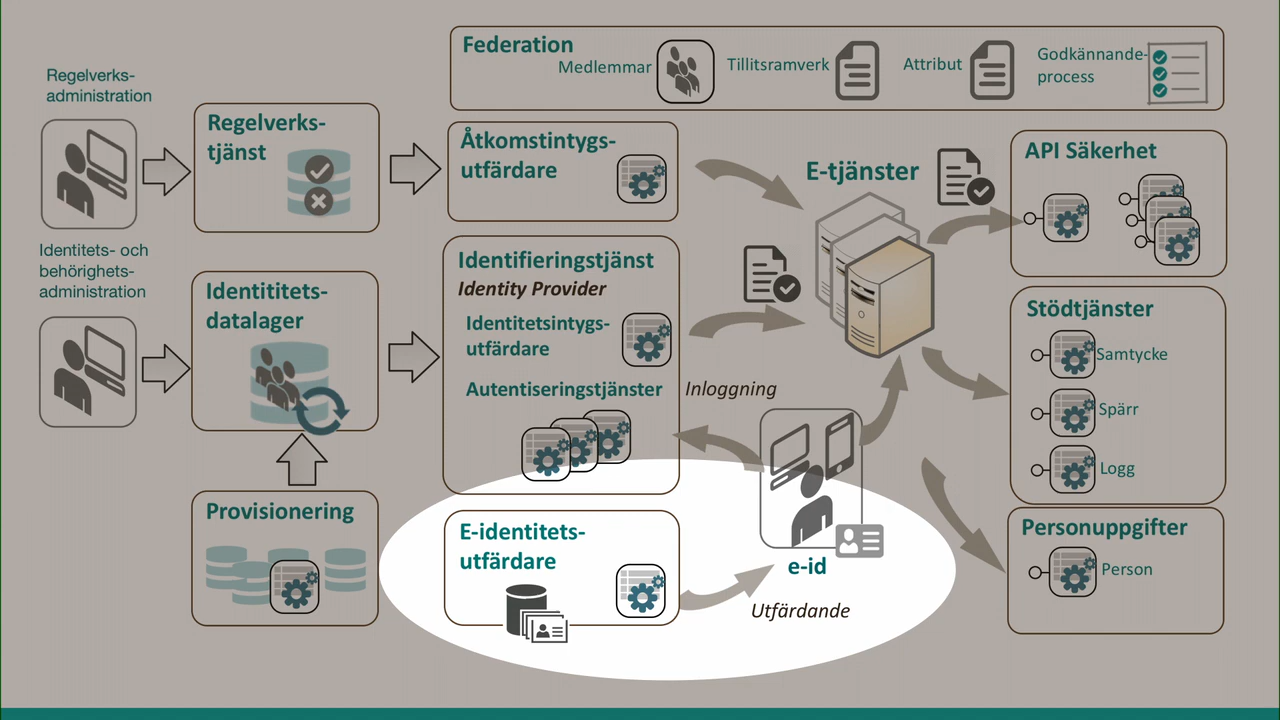 Federation
Medlemmar
Tillitsramverk
Attribut
Godkännande-
process
Regelverks-
administration
Regelverks-
tjänst
Åtkomstintygs-
utfärdare
E-tjänster
API Säkerhet
Identitets- och
behörighets-
administration
Identititets-
datalager
Identifieringstjänst
Identity Provider
Identitetsintygs-
utfärdare
Autentiseringstjänster
Inloggning
Stödtjänster
Samtycke
Spärr
Logg
Provisionering
E-identitets-
utfärdare
e-id
Utfärdande
Personuppgifter
Person